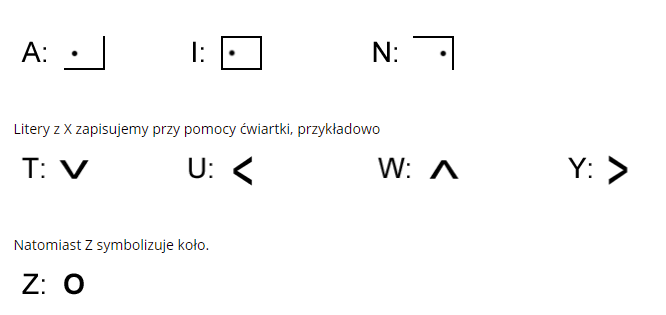 A: I: N:
Litery z X zapisujemy przy pomocy ćwiartki, przykładowo
T: V U: < W: Λ Y: >
Natomiast Z symbolizuje koło.
Z: O